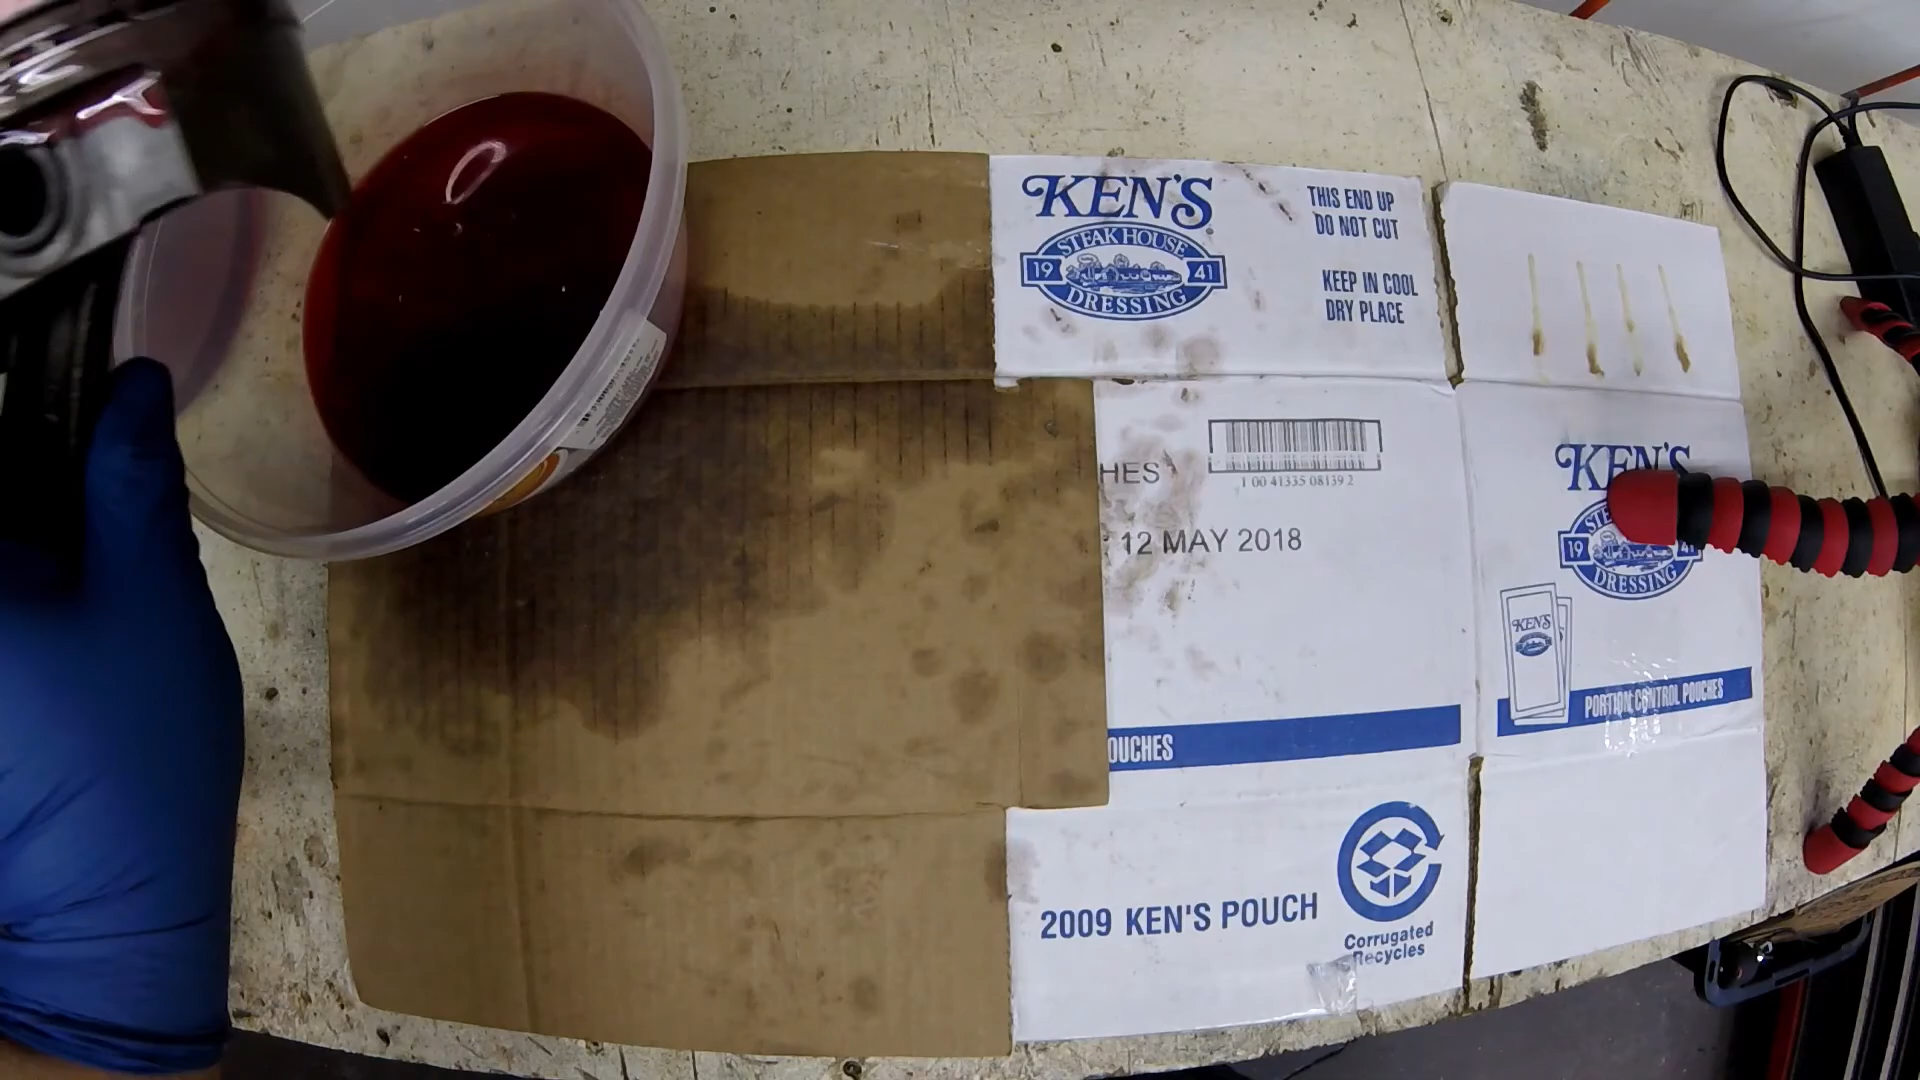 KEN'S
STEAK HOUSE
19 41
DRESSING
THIS END UP
DO NOT CUT
KEEP IN COOL
DRY PLACE
HES
1 00 41335 08139 2
12 MAY 2018
OUCHES
KEN'S
STE
19 41
DRESSING
KEN'S
PORTION CONTROL POUCHES
2009 KEN'S POUCH
Corrugated
Recycles